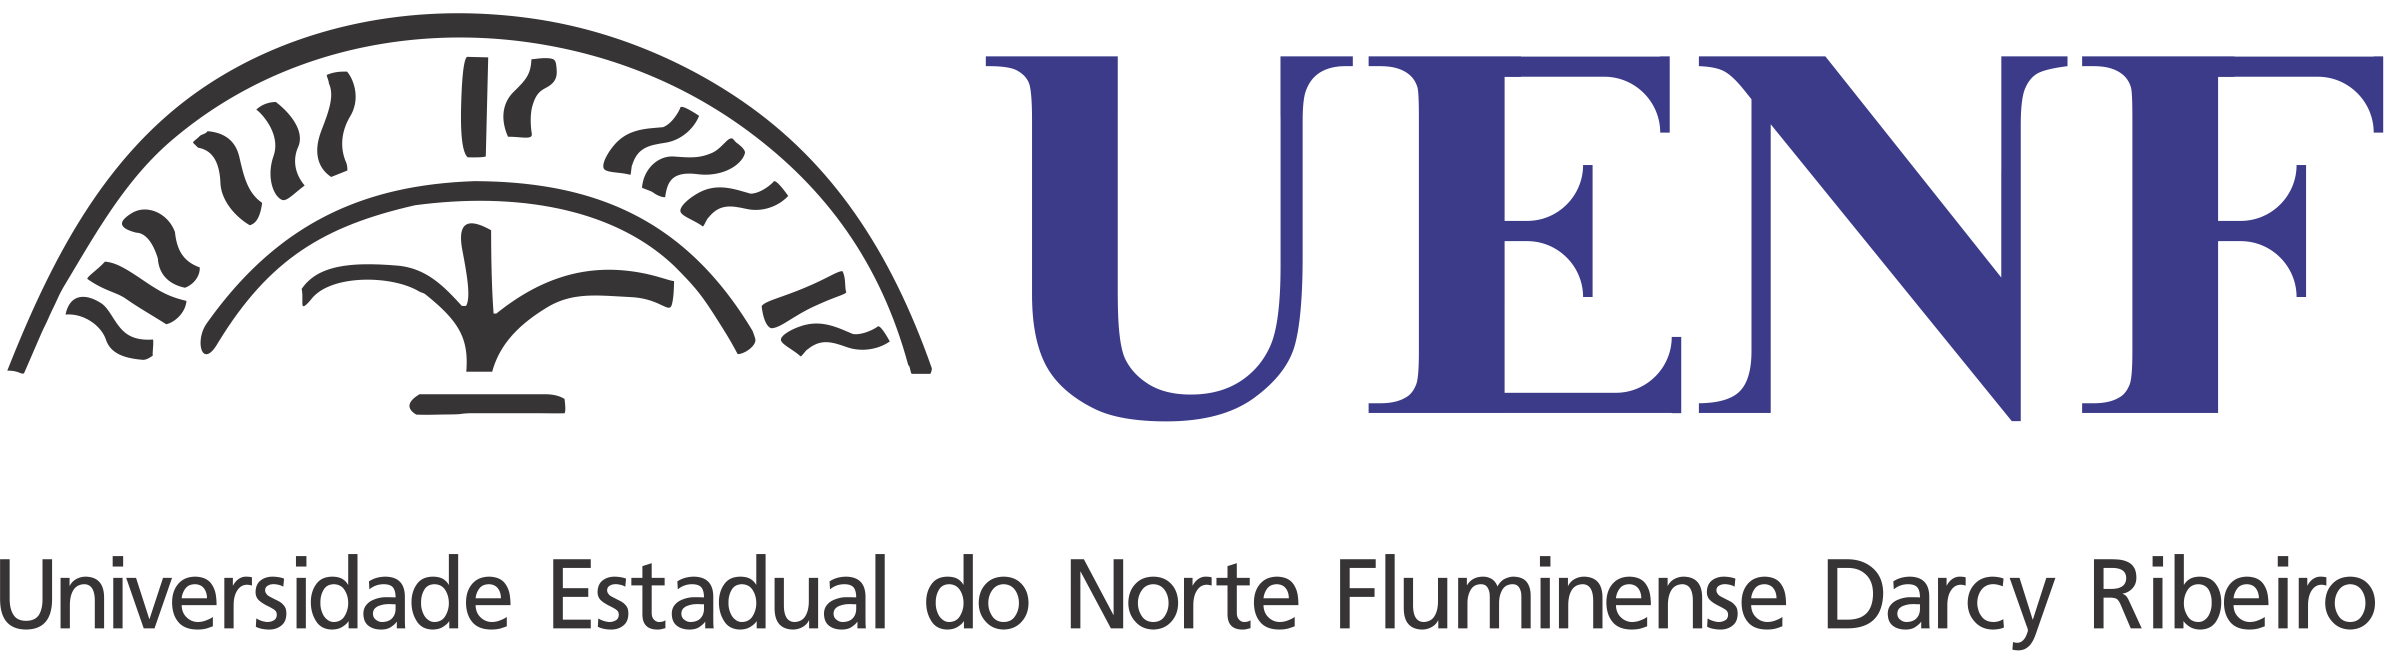 UENF
Universidade Estadual do Norte Fluminense Darcy Ribeiro